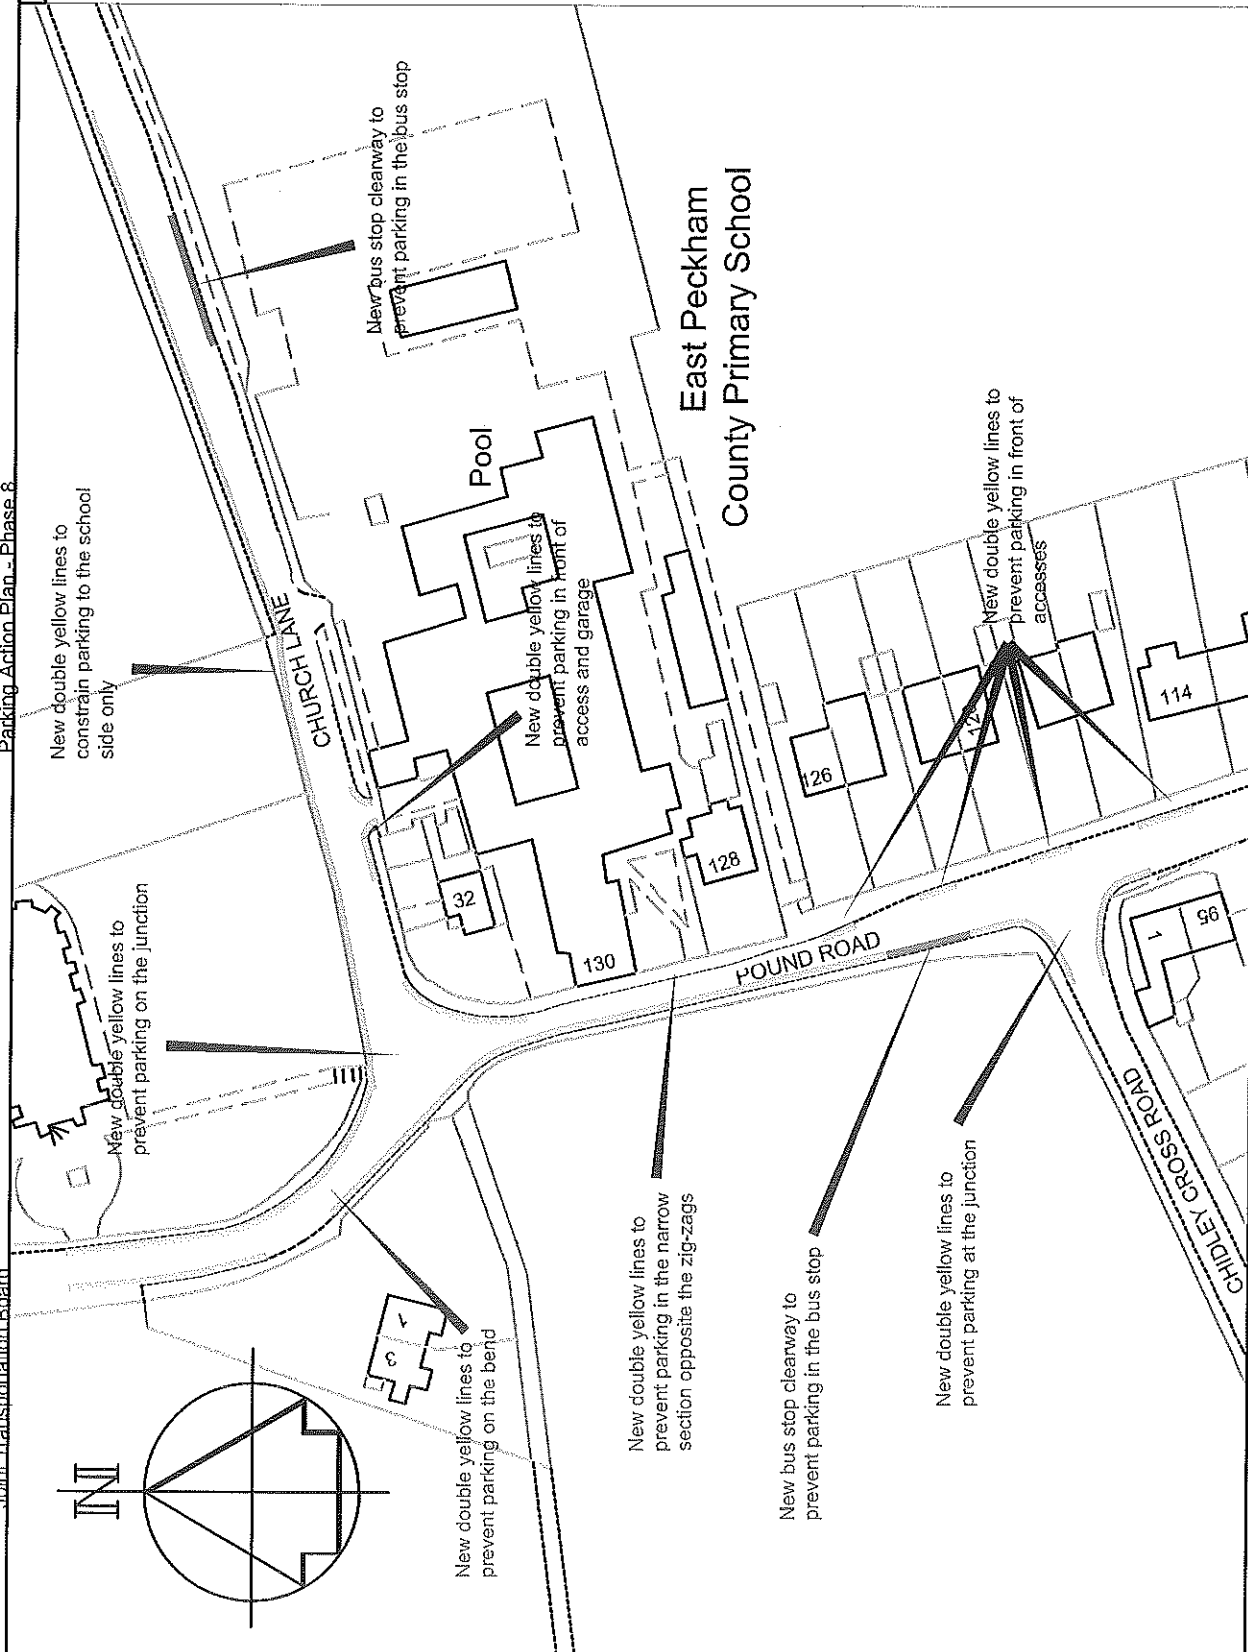 Joint Transportation Board
Parking Action Plan - Phase 8
N
New double yellow lines to
prevent parking on the bend
New double yellow lines to
prevent parking on the junction
New double yellow lines to
constrain parking to the school
side only
CHURCH LANE
New bus stop clearway to
prevent parking in the bus stop
Pool
New double yellow lines to
prevent parking in front of
access and garage
East Peckham
County Primary School
New double yellow lines to
prevent parking in the narrow
section opposite the zig-zags
New bus stop clearway to
prevent parking in the bus stop
New double yellow lines to
prevent parking at the junction
New double yellow lines to
prevent parking in front of
accesses
POUND ROAD
CHIDLEY CROSS ROAD
3
1
32
130
128
126
114
1
95